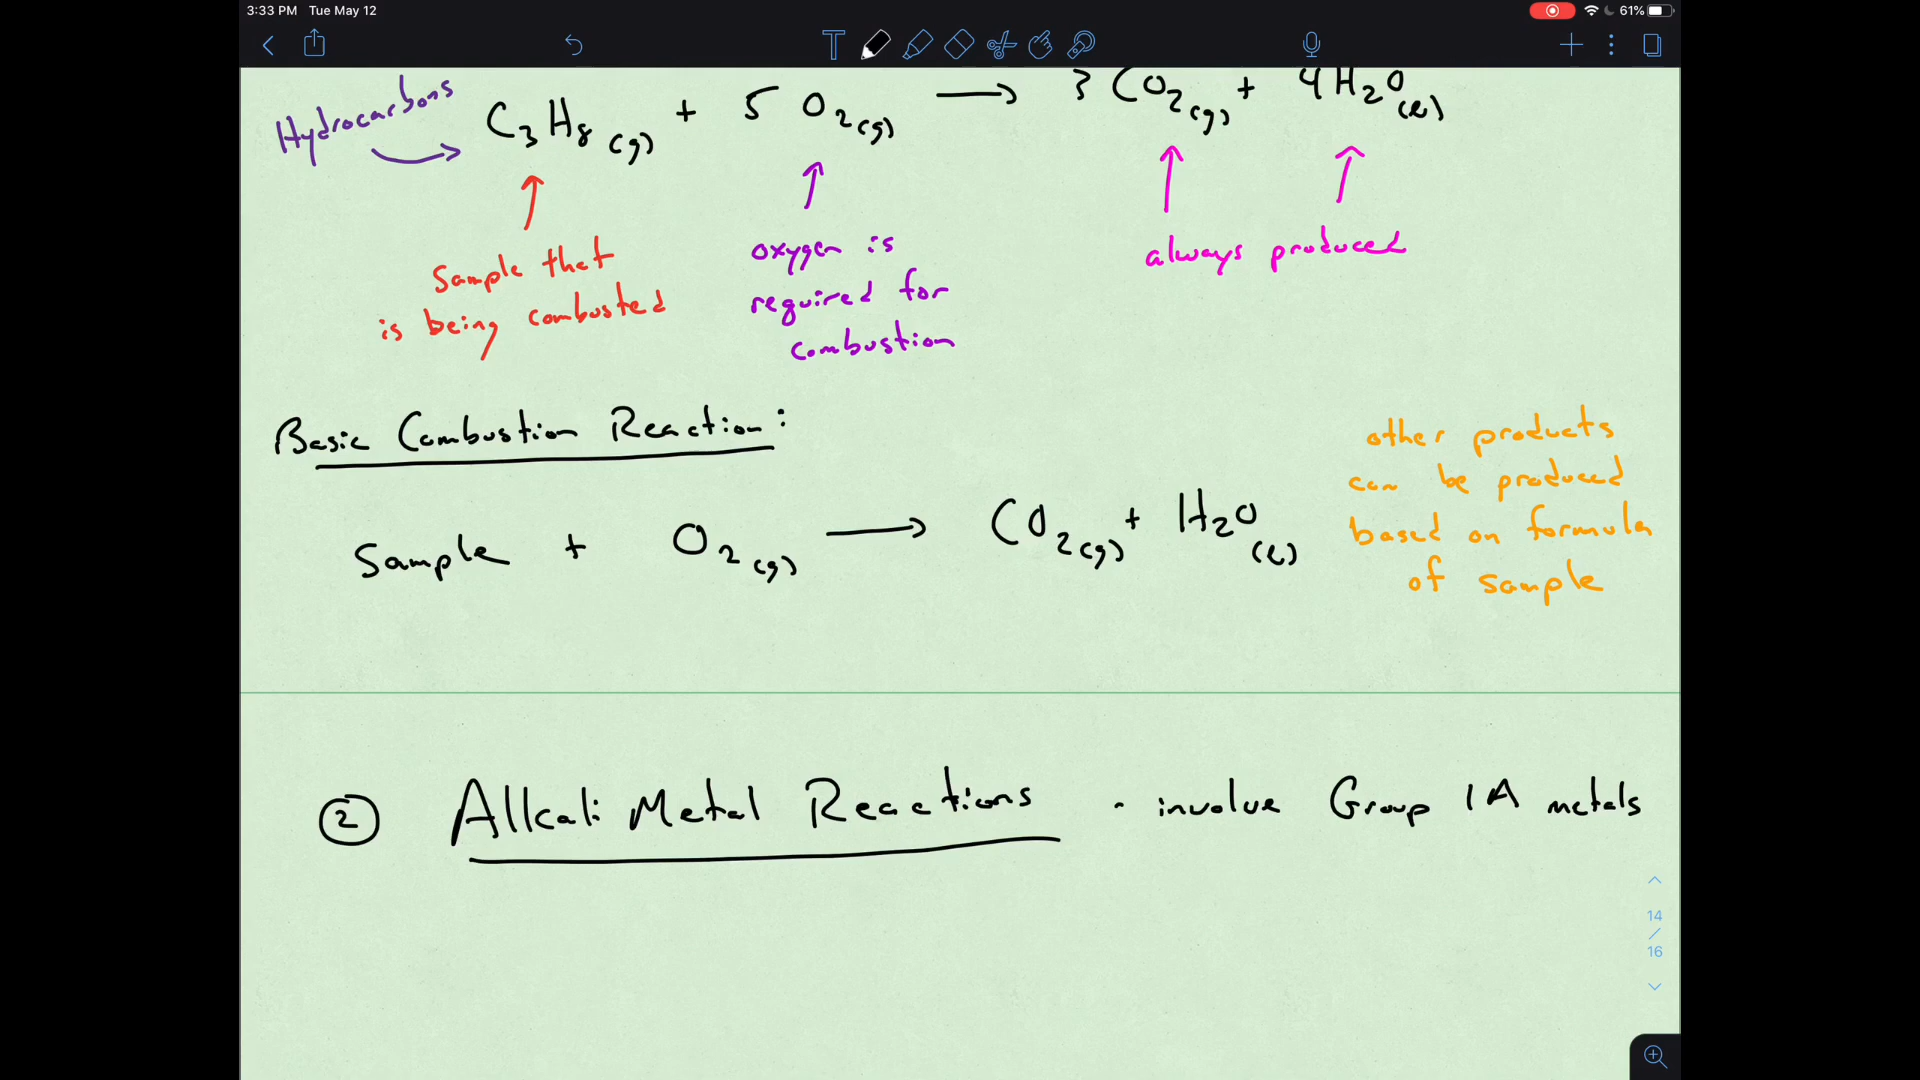 3:33 PM Tue May 12
61%
T
Hydrocarbons
C3H8 (g) + 5 O2(g) → 3 CO2(g) + 4H2O(l)
Sample that
is being combusted
oxygen is
required for
combustion
always produced
Basic Combustion Reaction:
Sample + O2(g) → CO2(g) + H2O(l)
other products
can be produced
based on formula
of sample
2 Alkali Metal Reactions - involve Group 1A metals
14
/
16